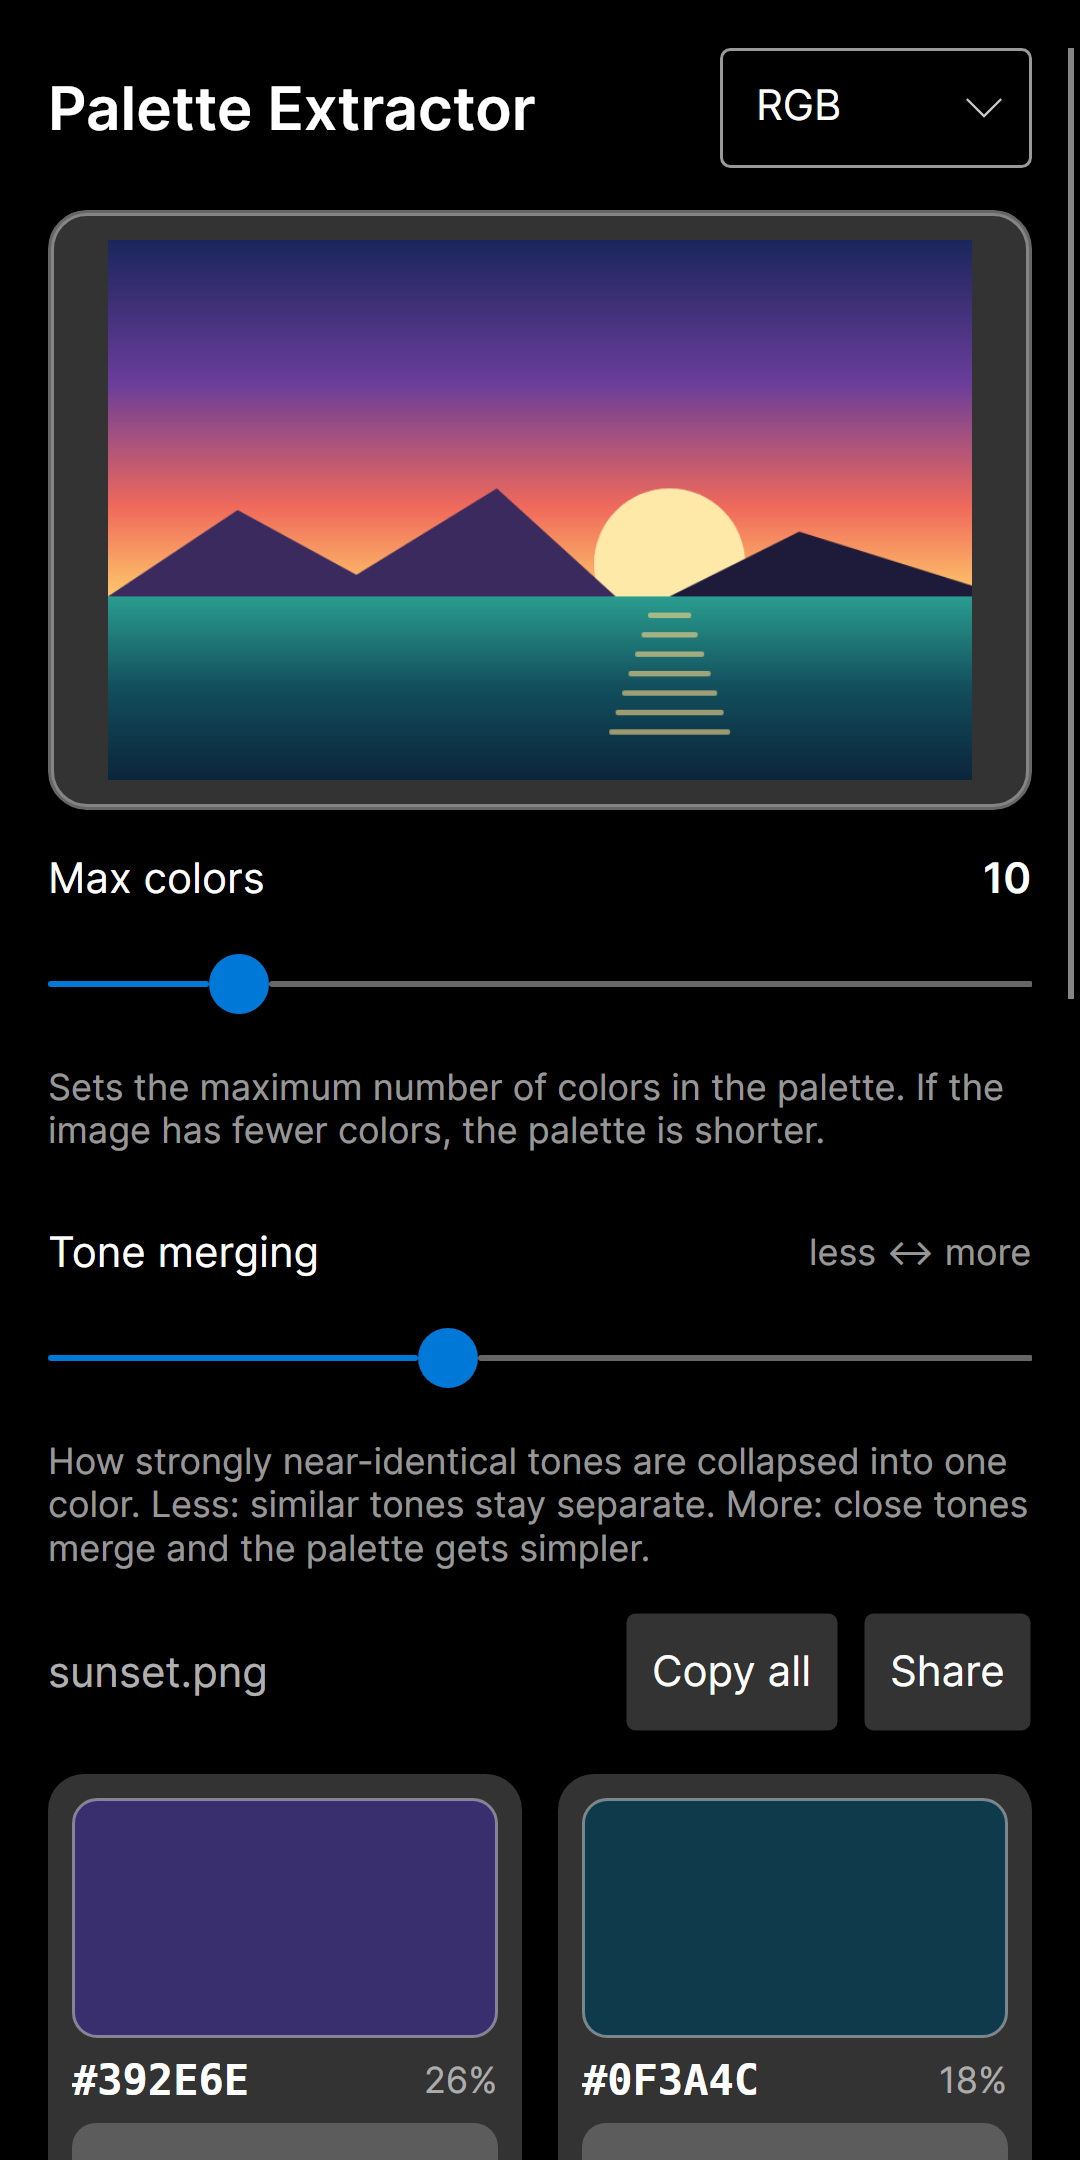 Palette Extractor
RGB
Max colors
10
Sets the maximum number of colors in the palette. If the
image has fewer colors, the palette is shorter.
Tone merging
less ↔ more
How strongly near-identical tones are collapsed into one
color. Less: similar tones stay separate. More: close tones
merge and the palette gets simpler.
sunset.png
Copy all
Share
#392E6E
26%
#0F3A4C
18%